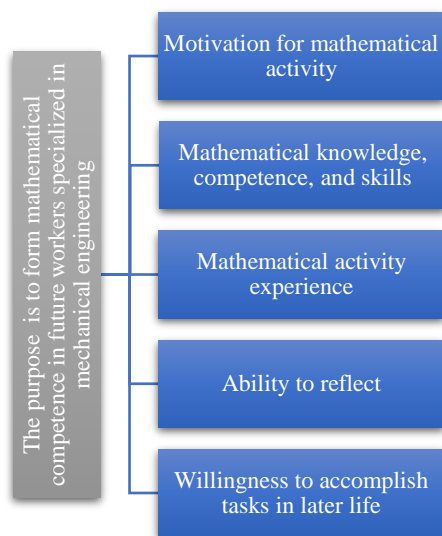 The purpose is to form mathematical
competence in future workers specialized in
mechanical engineering
Motivation for mathematical
activity
Mathematical knowledge,
competence, and skills
Mathematical activity
experience
Ability to reflect
Willingness to accomplish
tasks in later life